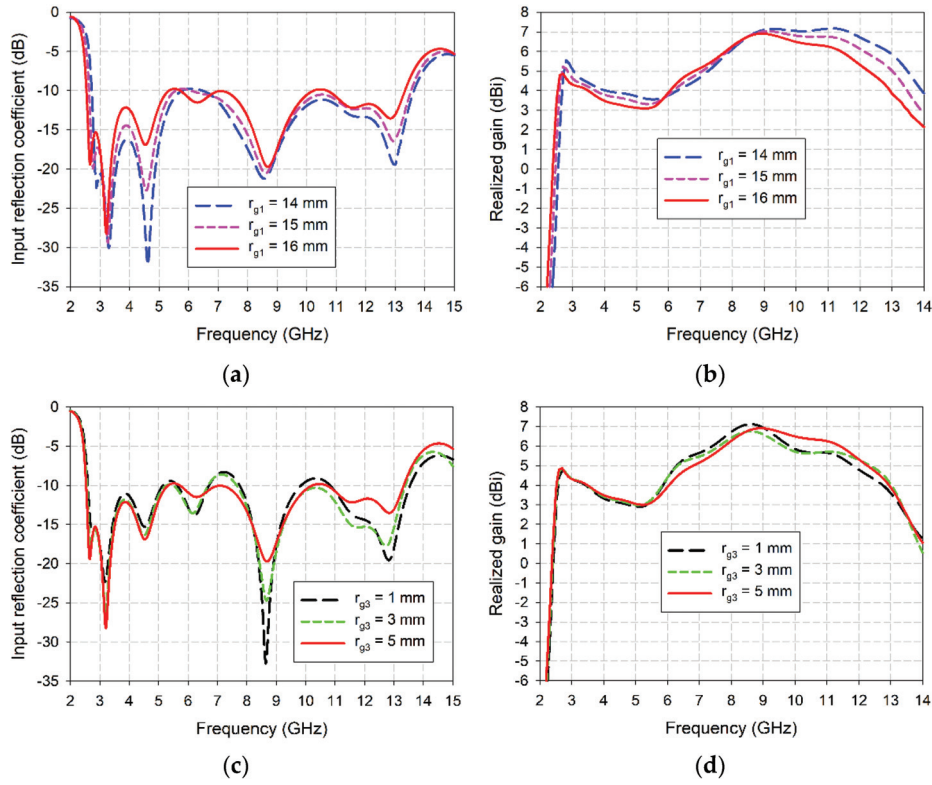 0
-5
-10
-15
-20
-25
-30
-35
Input reflection coefficient (dB)
r_g1 = 14 mm
r_g1 = 15 mm
r_g1 = 16 mm
2 3 4 5 6 7 8 9 10 11 12 13 14 15
Frequency (GHz)
(a)
8
7
6
5
4
3
2
1
0
-1
-2
-3
-4
-5
-6
Realized gain (dBi)
r_g1 = 14 mm
r_g1 = 15 mm
r_g1 = 16 mm
2 3 4 5 6 7 8 9 10 11 12 13 14
Frequency (GHz)
(b)
0
-5
-10
-15
-20
-25
-30
-35
Input reflection coefficient (dB)
r_g3 = 1 mm
r_g3 = 3 mm
r_g3 = 5 mm
2 3 4 5 6 7 8 9 10 11 12 13 14 15
Frequency (GHz)
(c)
8
7
6
5
4
3
2
1
0
-1
-2
-3
-4
-5
-6
Realized gain (dBi)
r_g3 = 1 mm
r_g3 = 3 mm
r_g3 = 5 mm
2 3 4 5 6 7 8 9 10 11 12 13 14
Frequency (GHz)
(d)